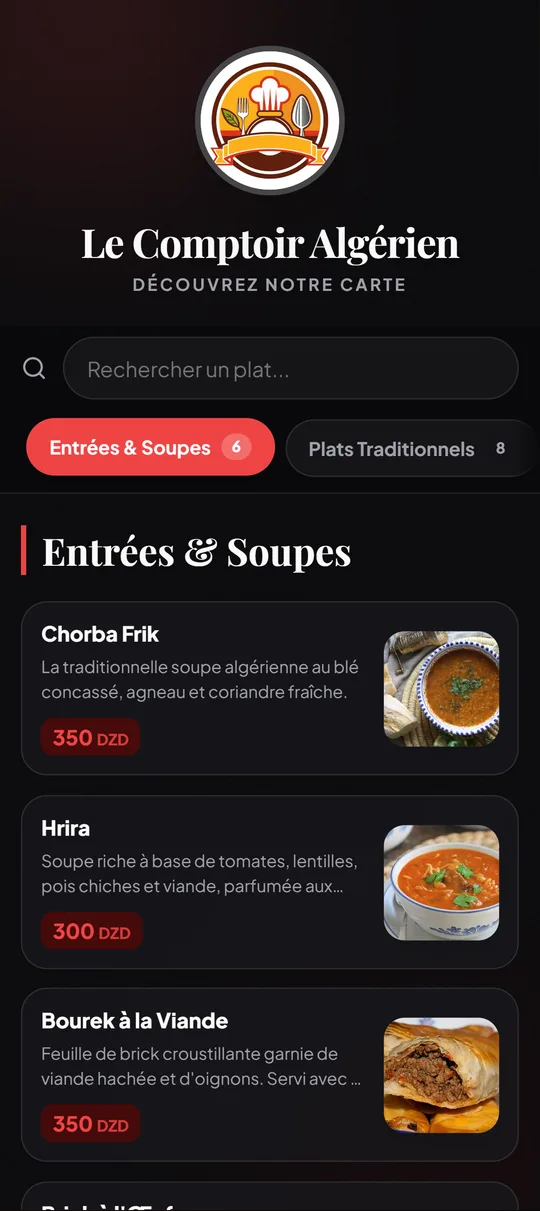 Le Comptoir Algérien
DÉCOUVREZ NOTRE CARTE
Rechercher un plat...
Entrées & Soupes 6
Plats Traditionnels 8
Entrées & Soupes
Chorba Frik
La traditionnelle soupe algérienne au blé
concassé, agneau et coriandre fraîche.
350 DZD
Hrira
Soupe riche à base de tomates, lentilles,
pois chiches et viande, parfumée aux...
300 DZD
Bourek à la Viande
Feuille de brick croustillante garnie de
viande hachée et d'oignons. Servi avec ...
350 DZD